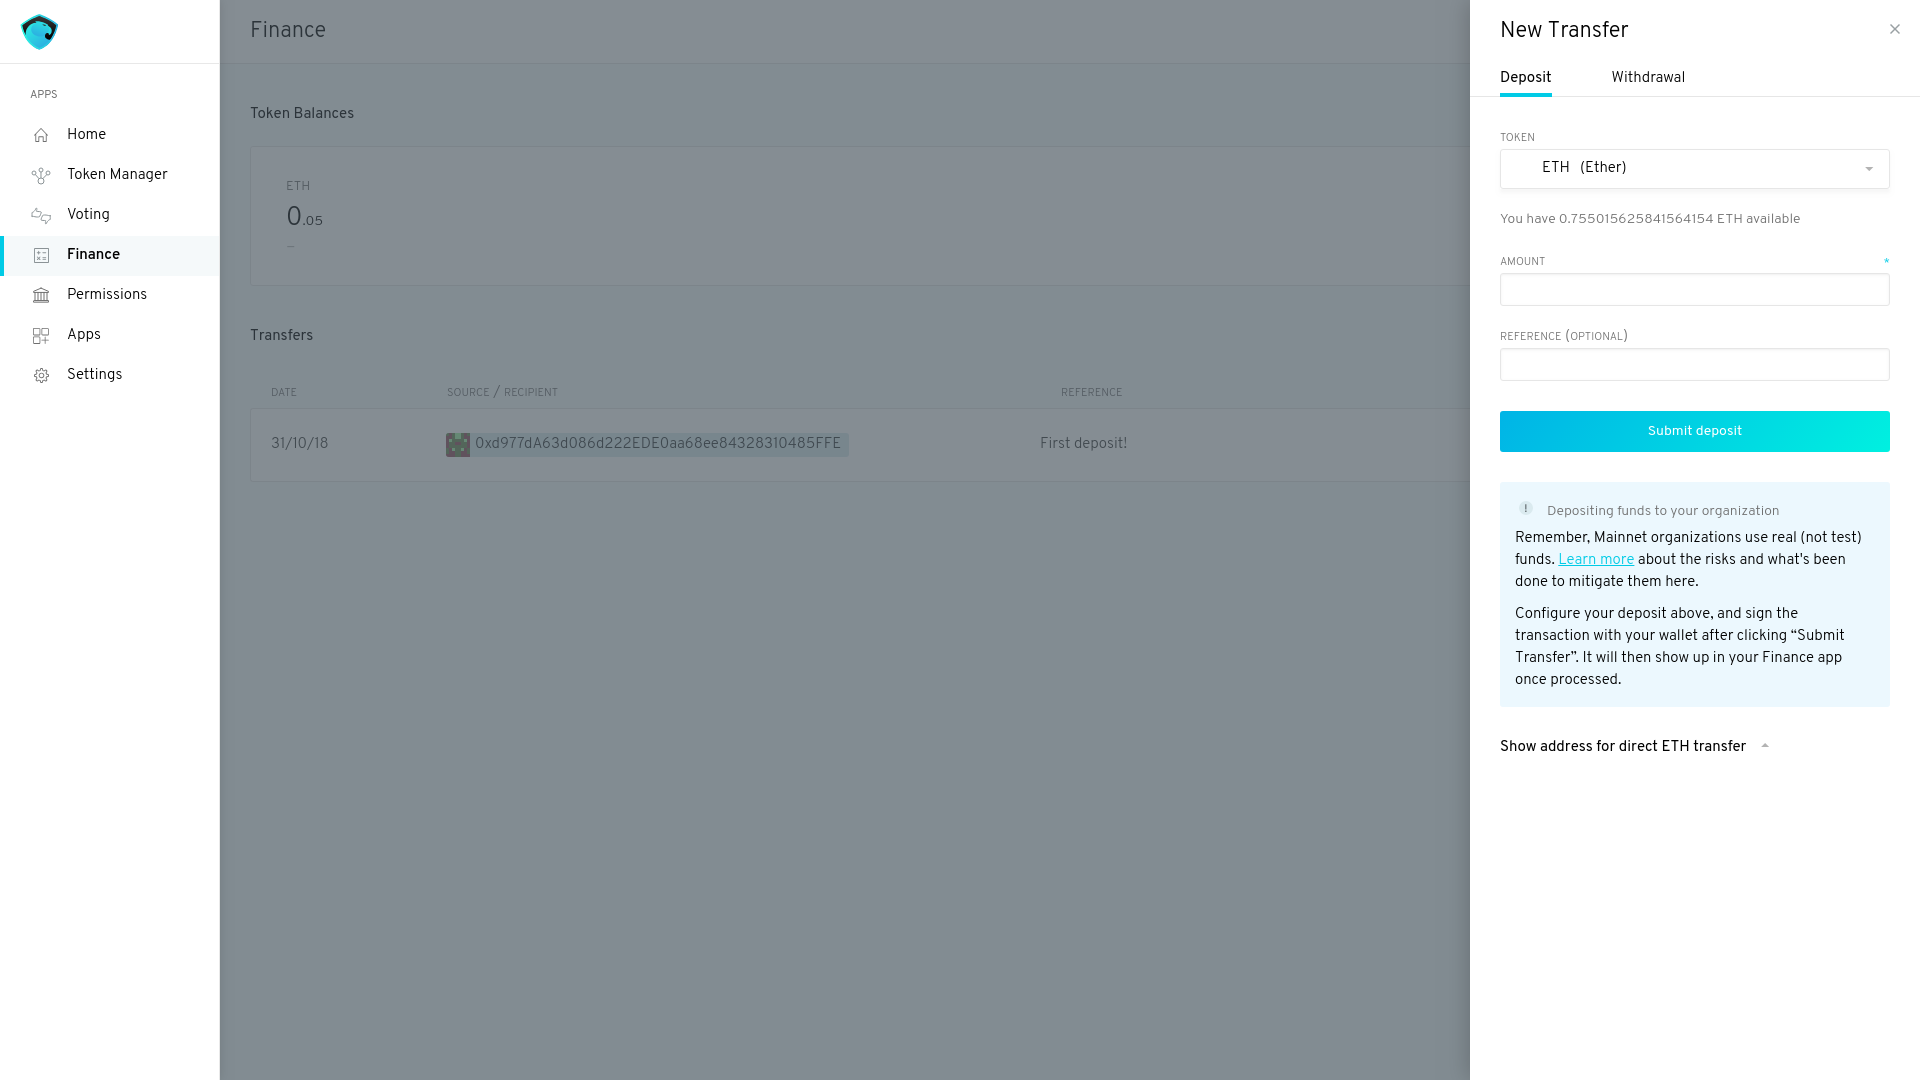 APPS
Home
Token Manager
Voting
Finance
Permissions
Apps
Settings
Finance
Token Balances
ETH
0.05
—
Transfers
DATE SOURCE / RECIPIENT REFERENCE
31/10/18 0xd977dA63d086d222EDE0aa68ee84328310485FFE First deposit!
New Transfer
Deposit Withdrawal
TOKEN
ETH (Ether)
You have 0.755015625841564154 ETH available
AMOUNT *
REFERENCE (OPTIONAL)
Submit deposit
! Depositing funds to your organization
Remember, Mainnet organizations use real (not test)
funds. Learn more about the risks and what's been
done to mitigate them here.
Configure your deposit above, and sign the
transaction with your wallet after clicking “Submit
Transfer”. It will then show up in your Finance app
once processed.
Show address for direct ETH transfer